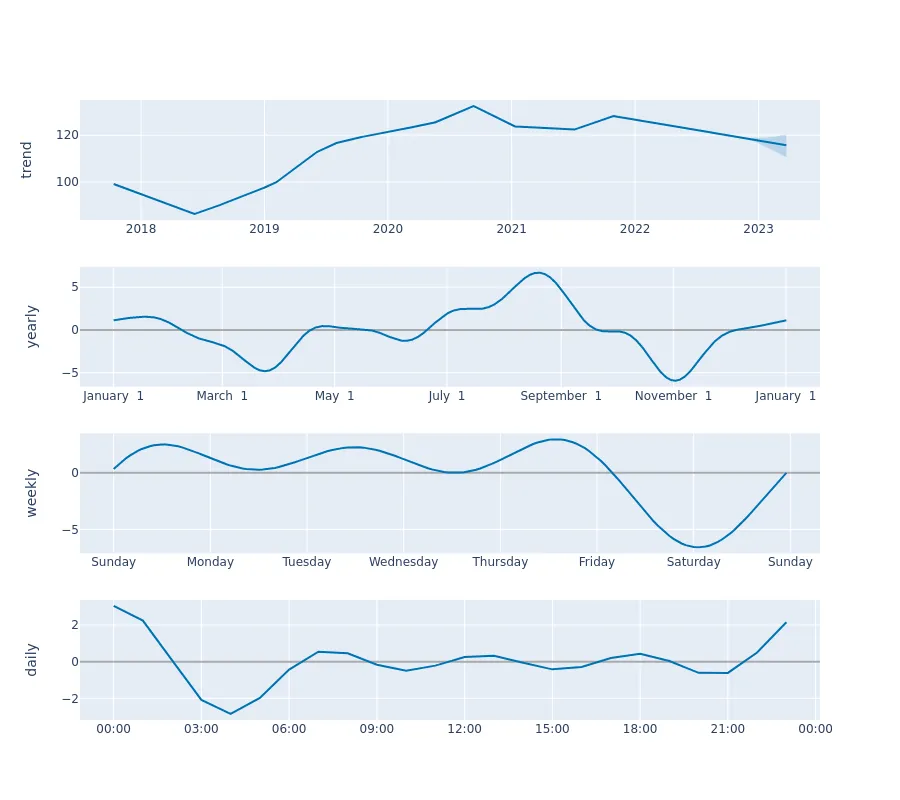 trend
120
100
2018 2019 2020 2021 2022 2023
yearly
5
0
−5
January 1 March 1 May 1 July 1 September 1 November 1 January 1
weekly
0
−5
Sunday Monday Tuesday Wednesday Thursday Friday Saturday Sunday
daily
2
0
−2
00:00 03:00 06:00 09:00 12:00 15:00 18:00 21:00 00:00